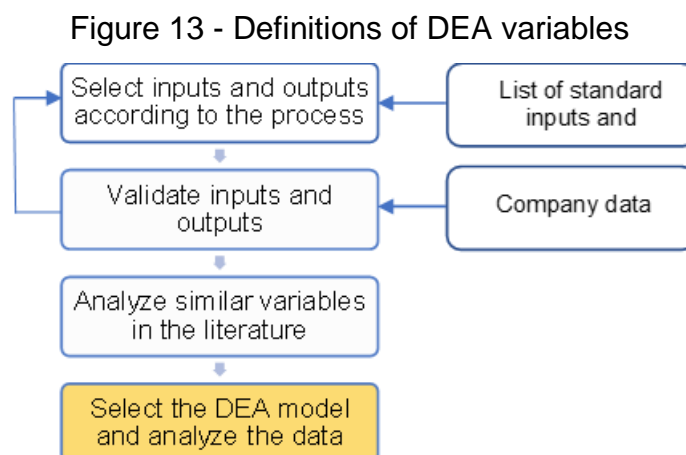 Figure 13 - Definitions of DEA variables
Select inputs and outputs
according to the process
List of standard
inputs and
Validate inputs and
outputs
Company data
Analyze similar variables
in the literature
Select the DEA model
and analyze the data